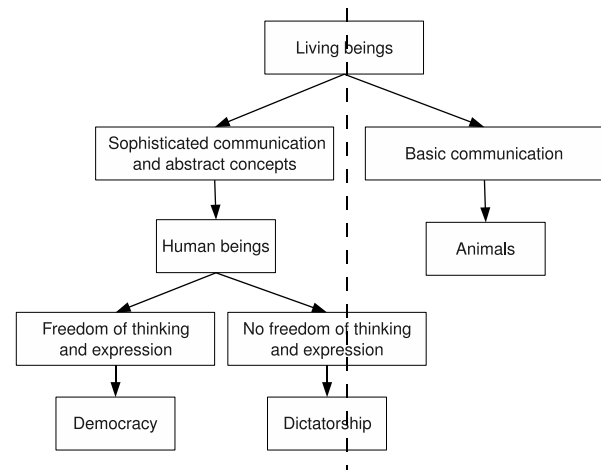 Living beings
Sophisticated communication
and abstract concepts
Basic communication
Human beings
Animals
Freedom of thinking
and expression
No freedom of thinking
and expression
Democracy
Dictatorship